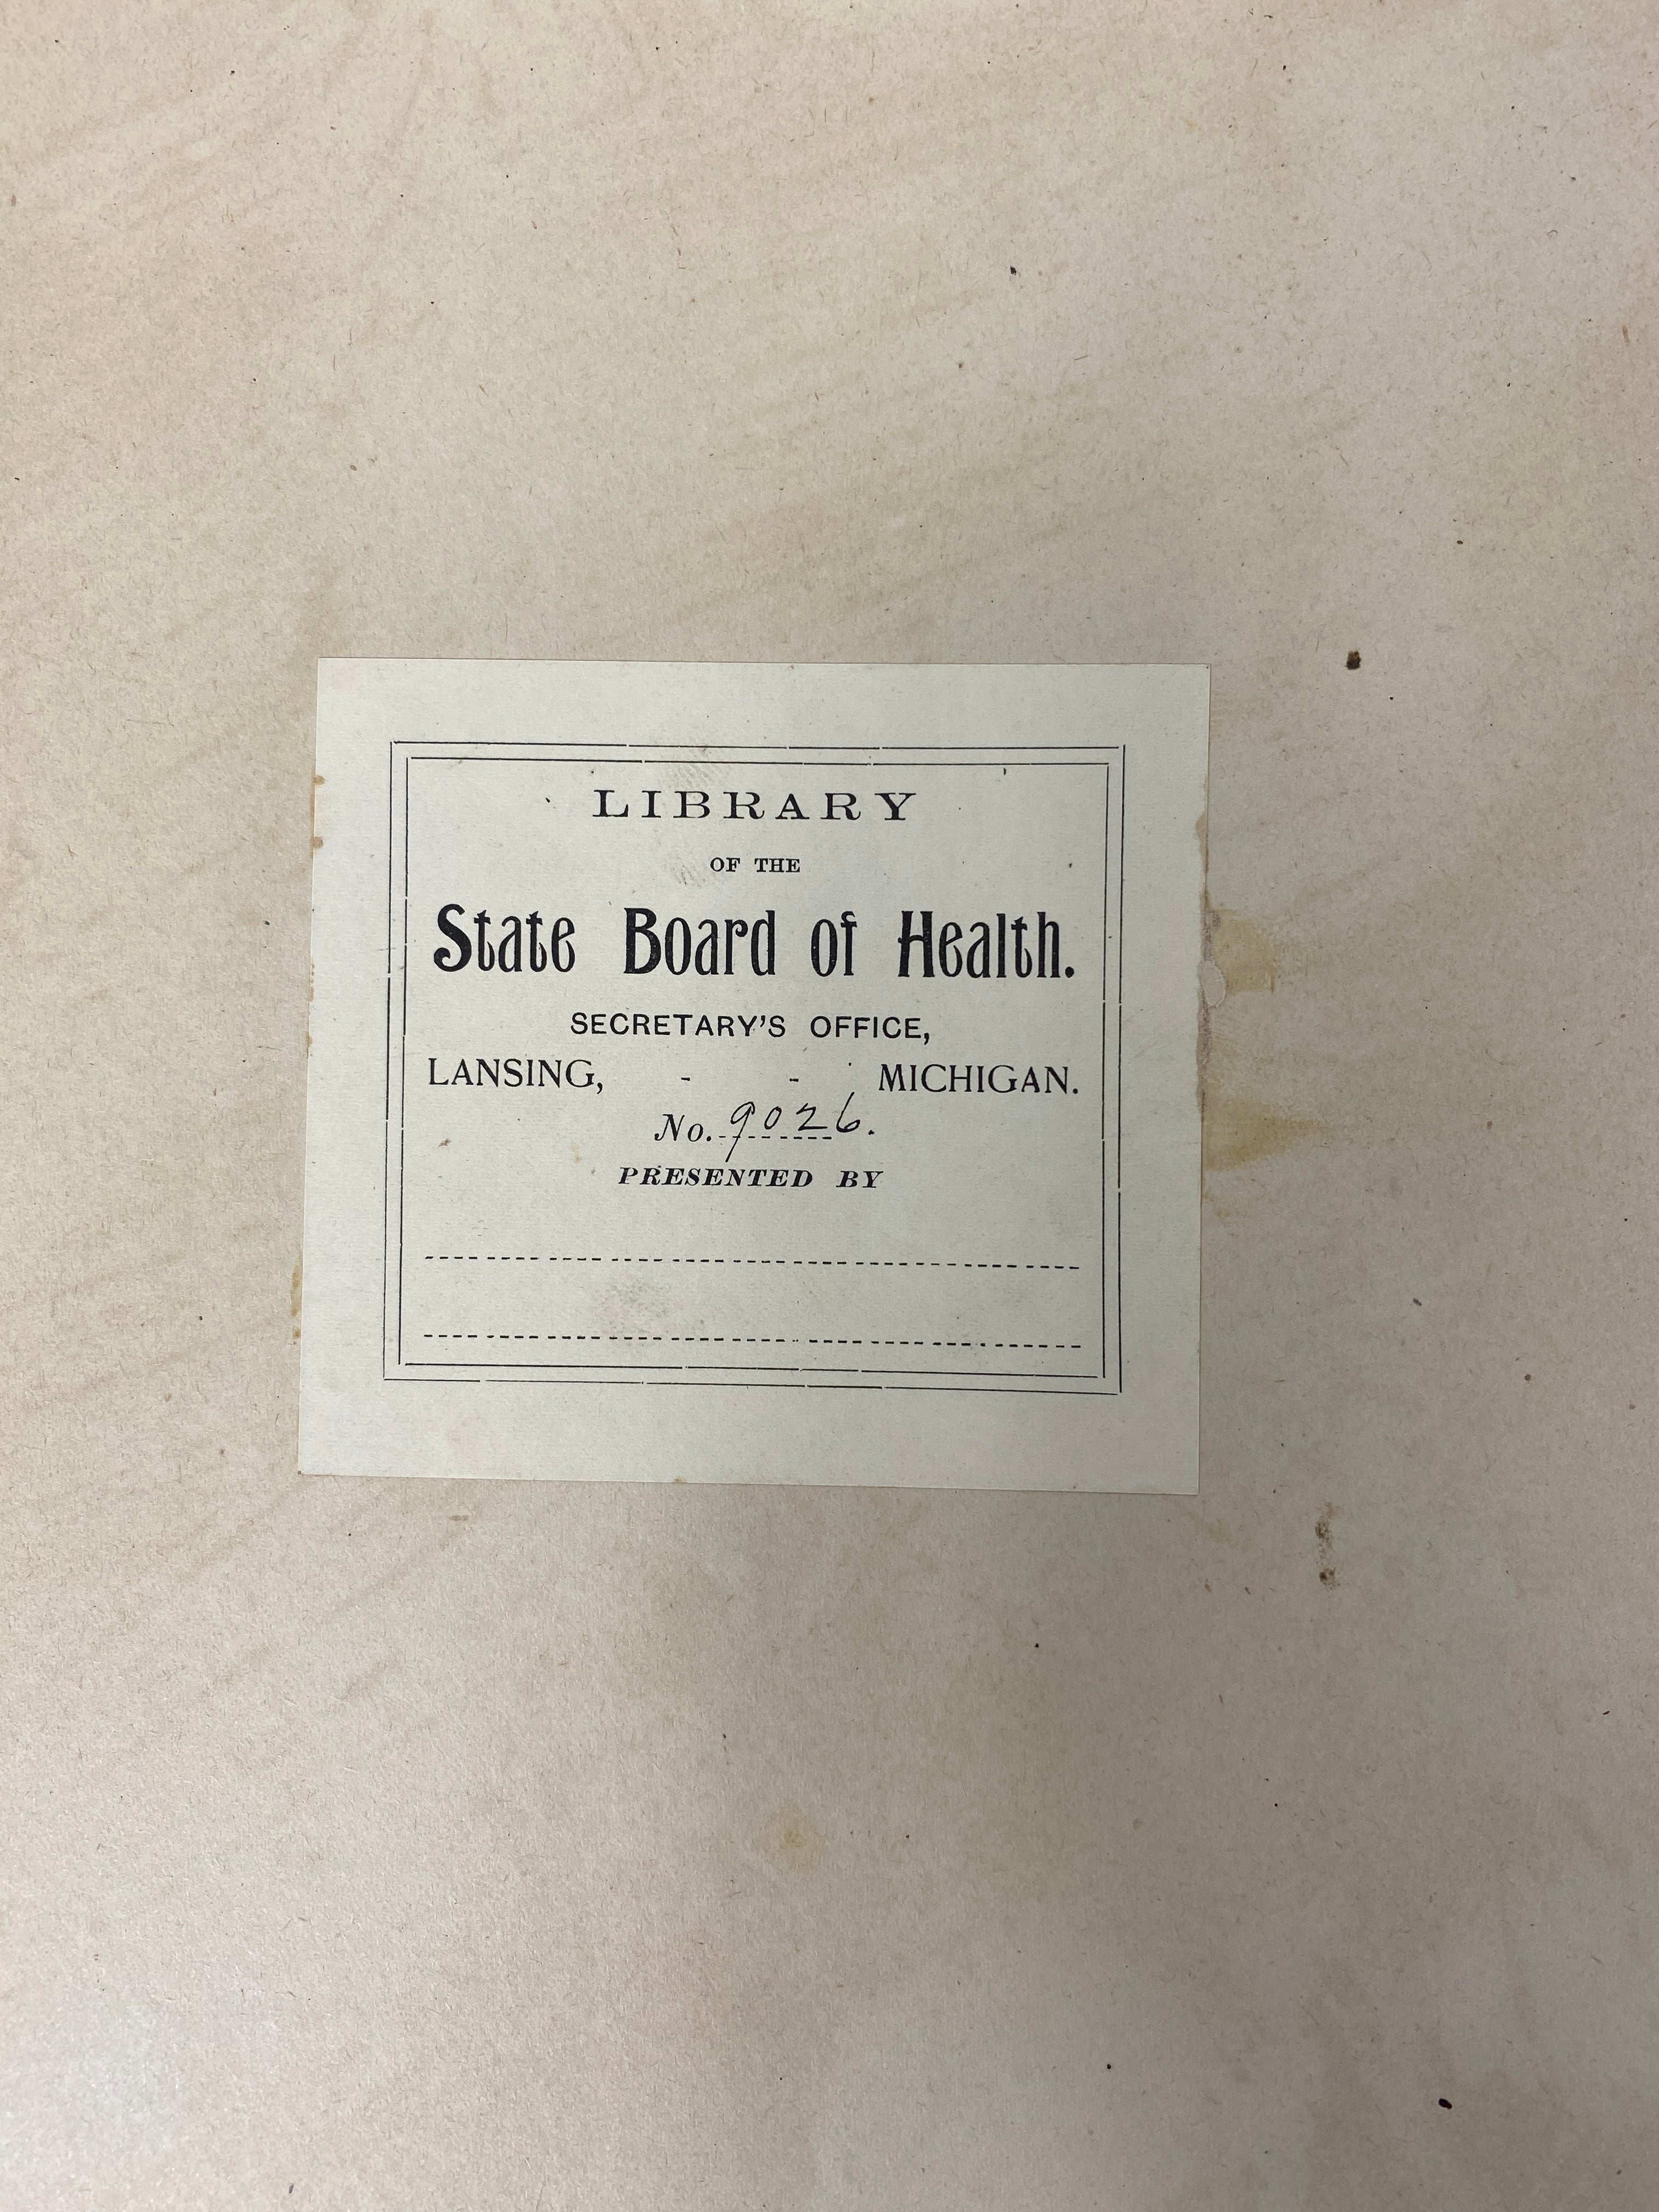 LIBRARY
OF THE
State Board of Health.
SECRETARY'S OFFICE,
LANSING, - - MICHIGAN.
No. 9026.
PRESENTED BY